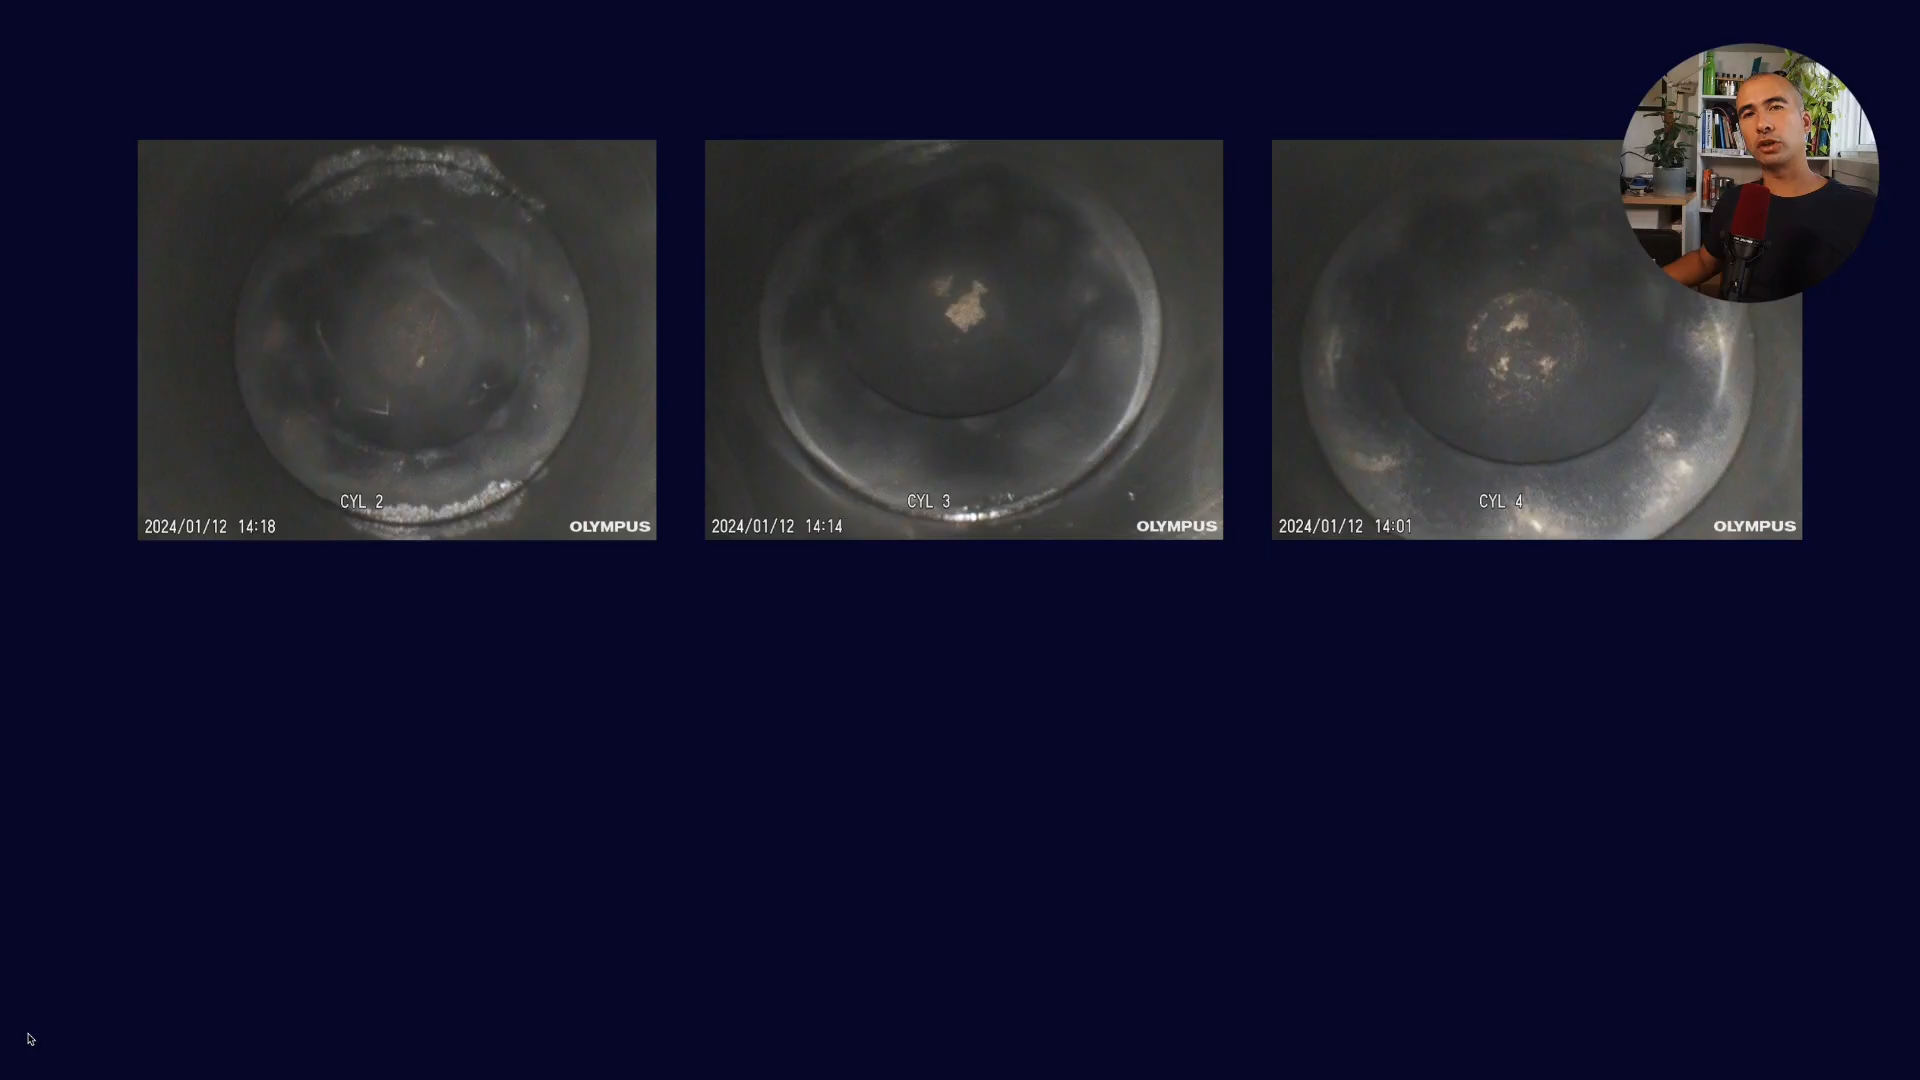 CYL 2
2024/01/12 14:18 OLYMPUS
CYL 3
2024/01/12 14:14 OLYMPUS
CYL 4
2024/01/12 14:01 OLYMPUS